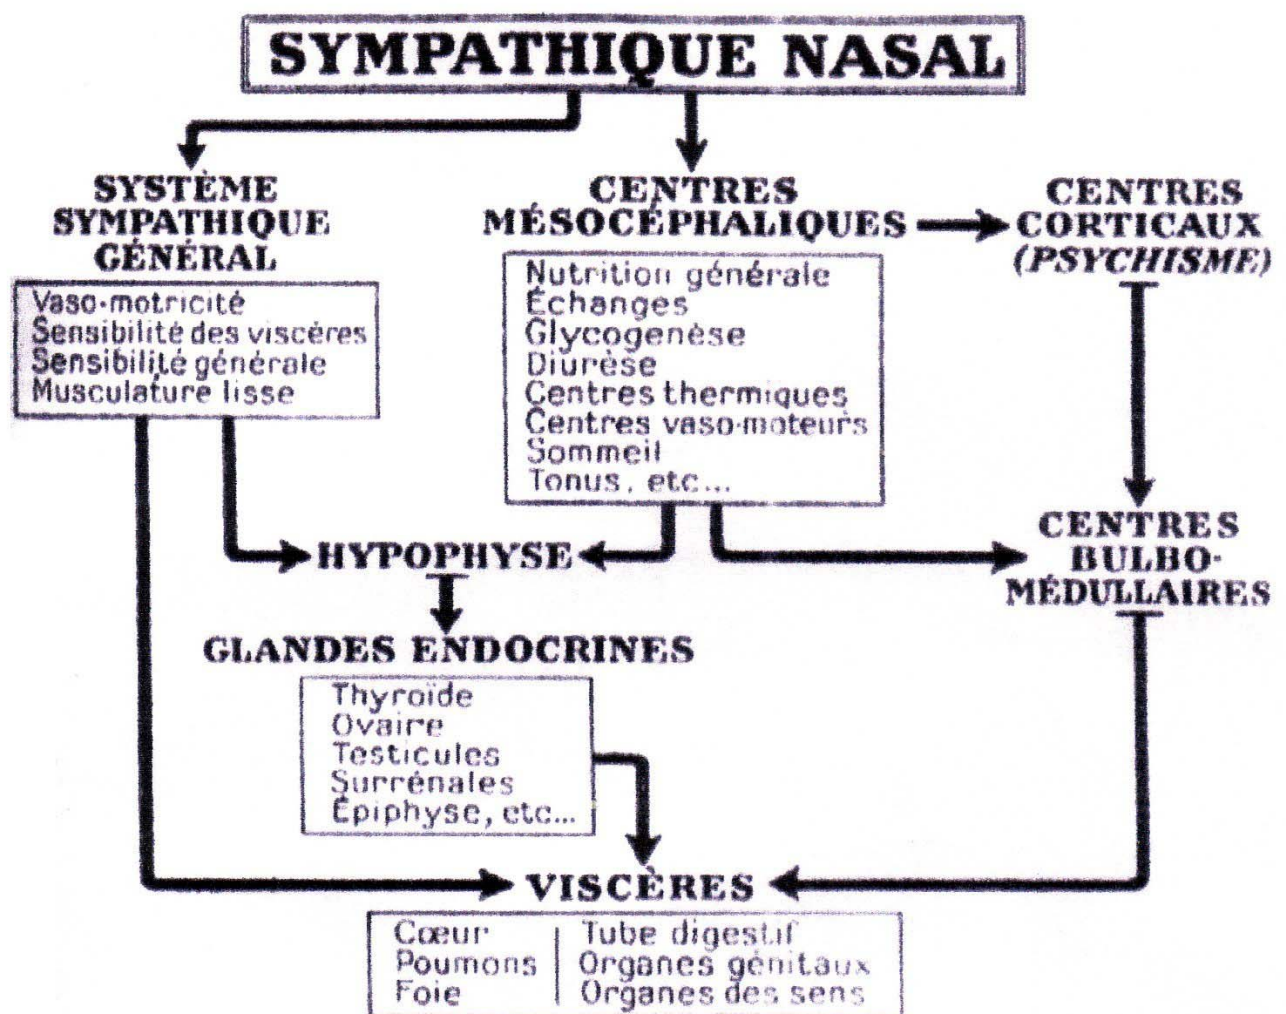 SYMPATHIQUE NASAL
SYSTÈME
SYMPATHIQUE
GÉNÉRAL
Vaso-motricité
Sensibilité des viscères
Sensibilité générale
Musculature lisse
CENTRES
MÉSOCÉPHALIQUES
Nutrition générale
Échanges
Glycogenèse
Diurèse
Centres thermiques
Centres vaso-moteurs
Sommeil
Tonus, etc...
CENTRES
CORTICAUX
(PSYCHISME)
HYPOPHYSE
CENTRES
BULBO-
MÉDULLAIRES
GLANDES ENDOCRINES
Thyroïde
Ovaire
Testicules
Surrénales
Épiphyse, etc...
VISCÈRES
Cœur
Poumons
Foie
Tube digestif
Organes génitaux
Organes des sens